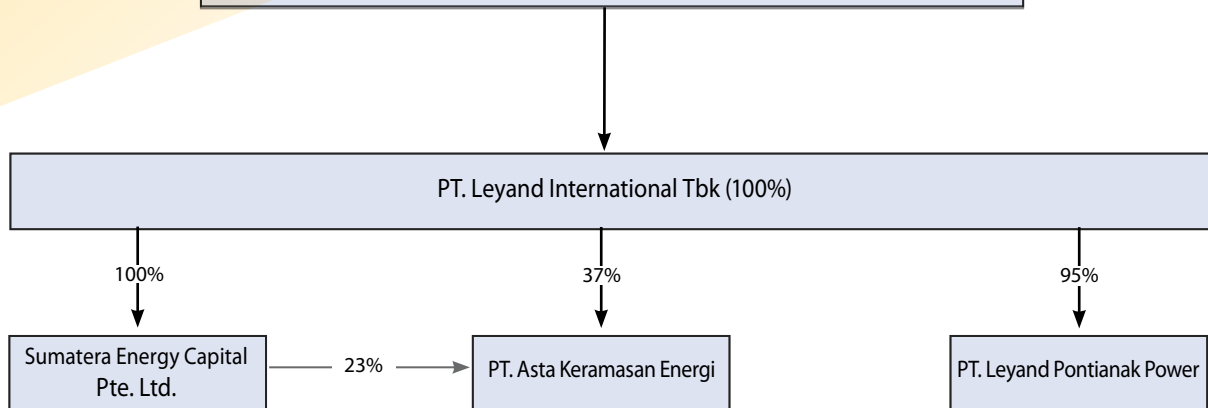 PT. Leyand International Tbk (100%)
100%
37%
95%
Sumatera Energy Capital
Pte. Ltd.
23%
PT. Asta Keramasan Energi
PT. Leyand Pontianak Power